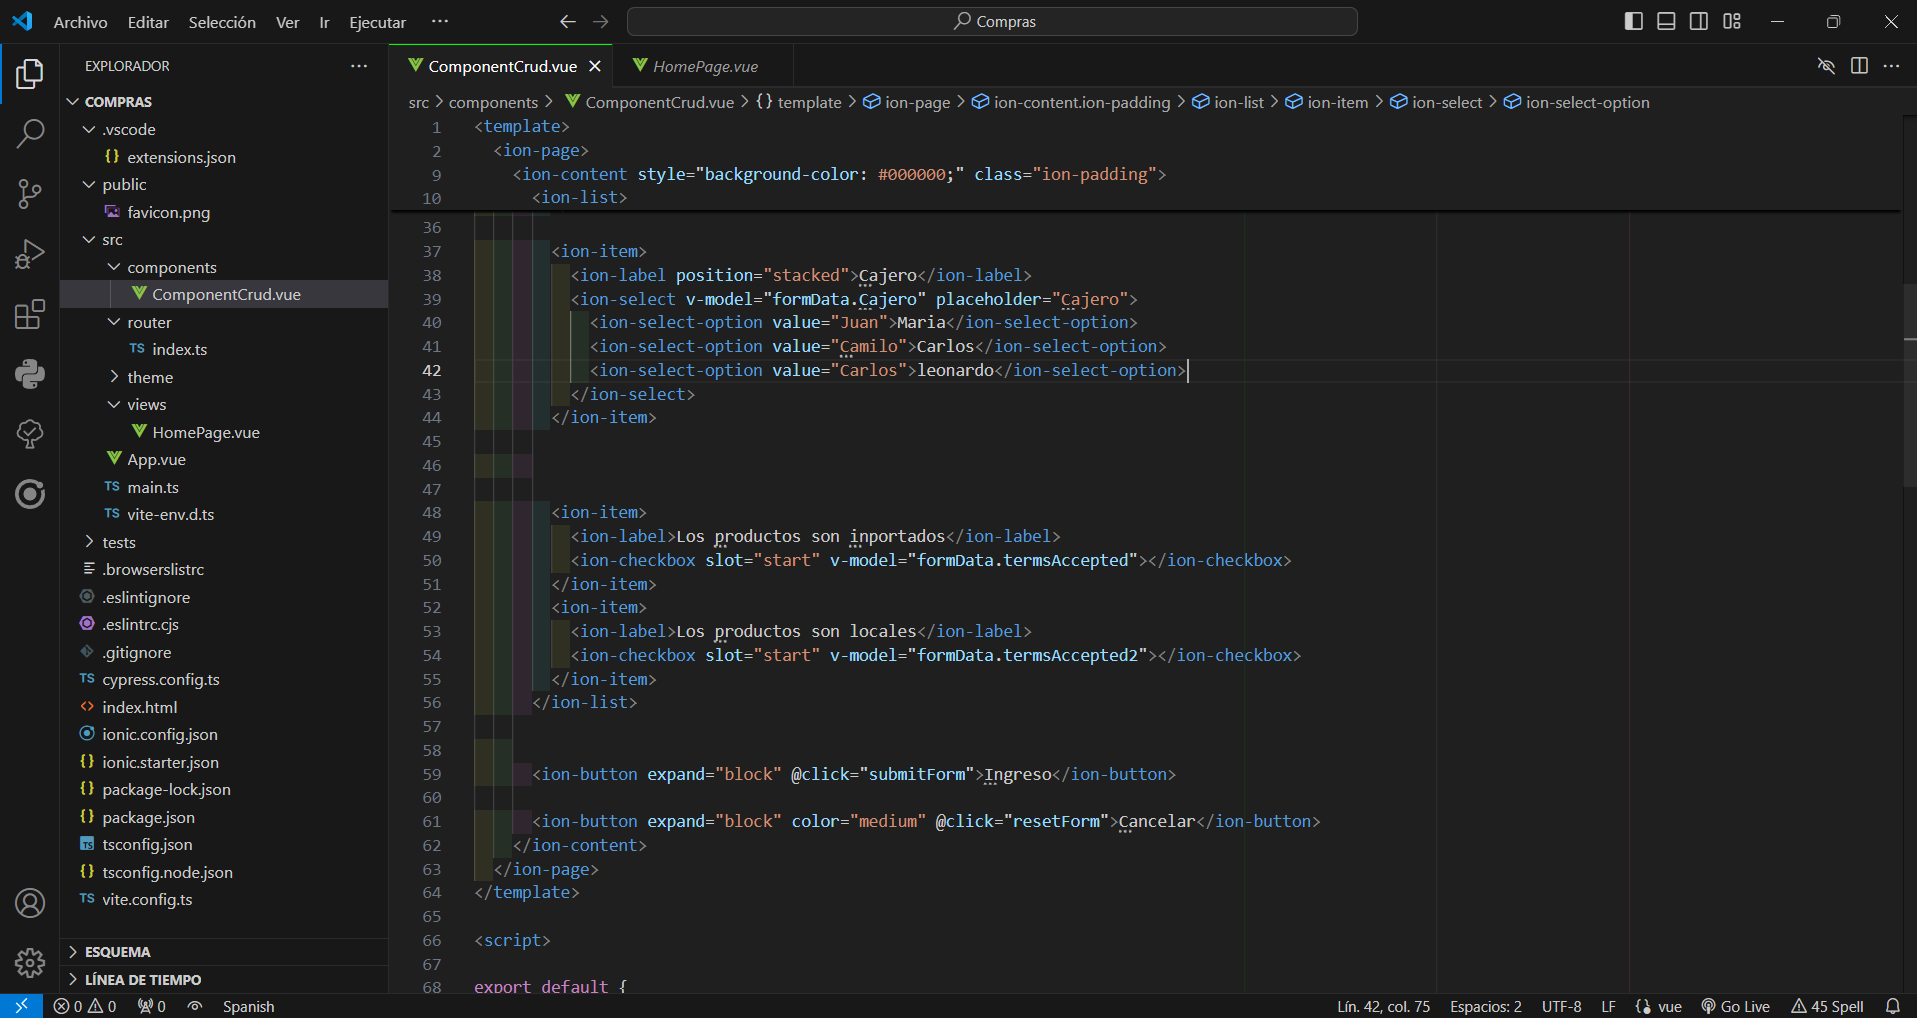 Archivo Editar Selección Ver Ir Ejecutar ··· Compras
EXPLORADOR ···
COMPRAS
.vscode
{} extensions.json
public
favicon.png
src
components
ComponentCrud.vue
router
TS index.ts
theme
views
HomePage.vue
App.vue
TS main.ts
TS vite-env.d.ts
tests
.browserslistrc
.eslintignore
.eslintrc.cjs
.gitignore
TS cypress.config.ts
<> index.html
ionic.config.json
{} ionic.starter.json
{} package-lock.json
{} package.json
TS tsconfig.json
{} tsconfig.node.json
TS vite.config.ts
ESQUEMA
LÍNEA DE TIEMPO
ComponentCrud.vue HomePage.vue
src > components > ComponentCrud.vue > {} template > ion-page > ion-content.ion-padding > ion-list > ion-item > ion-select > ion-select-option
1 <template>
2 <ion-page>
9 <ion-content style="background-color: #000000;" class="ion-padding">
10 <ion-list>
36
37 <ion-item>
38 <ion-label position="stacked">Cajero</ion-label>
39 <ion-select v-model="formData.Cajero" placeholder="Cajero">
40 <ion-select-option value="Juan">Maria</ion-select-option>
41 <ion-select-option value="Camilo">Carlos</ion-select-option>
42 <ion-select-option value="Carlos">leonardo</ion-select-option>
43 </ion-select>
44 </ion-item>
45
46
47
48 <ion-item>
49 <ion-label>Los productos son inportados</ion-label>
50 <ion-checkbox slot="start" v-model="formData.termsAccepted"></ion-checkbox>
51 </ion-item>
52 <ion-item>
53 <ion-label>Los productos son locales</ion-label>
54 <ion-checkbox slot="start" v-model="formData.termsAccepted2"></ion-checkbox>
55 </ion-item>
56 </ion-list>
57
58
59 <ion-button expand="block" @click="submitForm">Ingreso</ion-button>
60
61 <ion-button expand="block" color="medium" @click="resetForm">Cancelar</ion-button>
62 </ion-content>
63 </ion-page>
64 </template>
65
66 <script>
67
68 export default {
0 0 0 Spanish Lín. 42, col. 75 Espacios: 2 UTF-8 LF {} vue Go Live 45 Spell